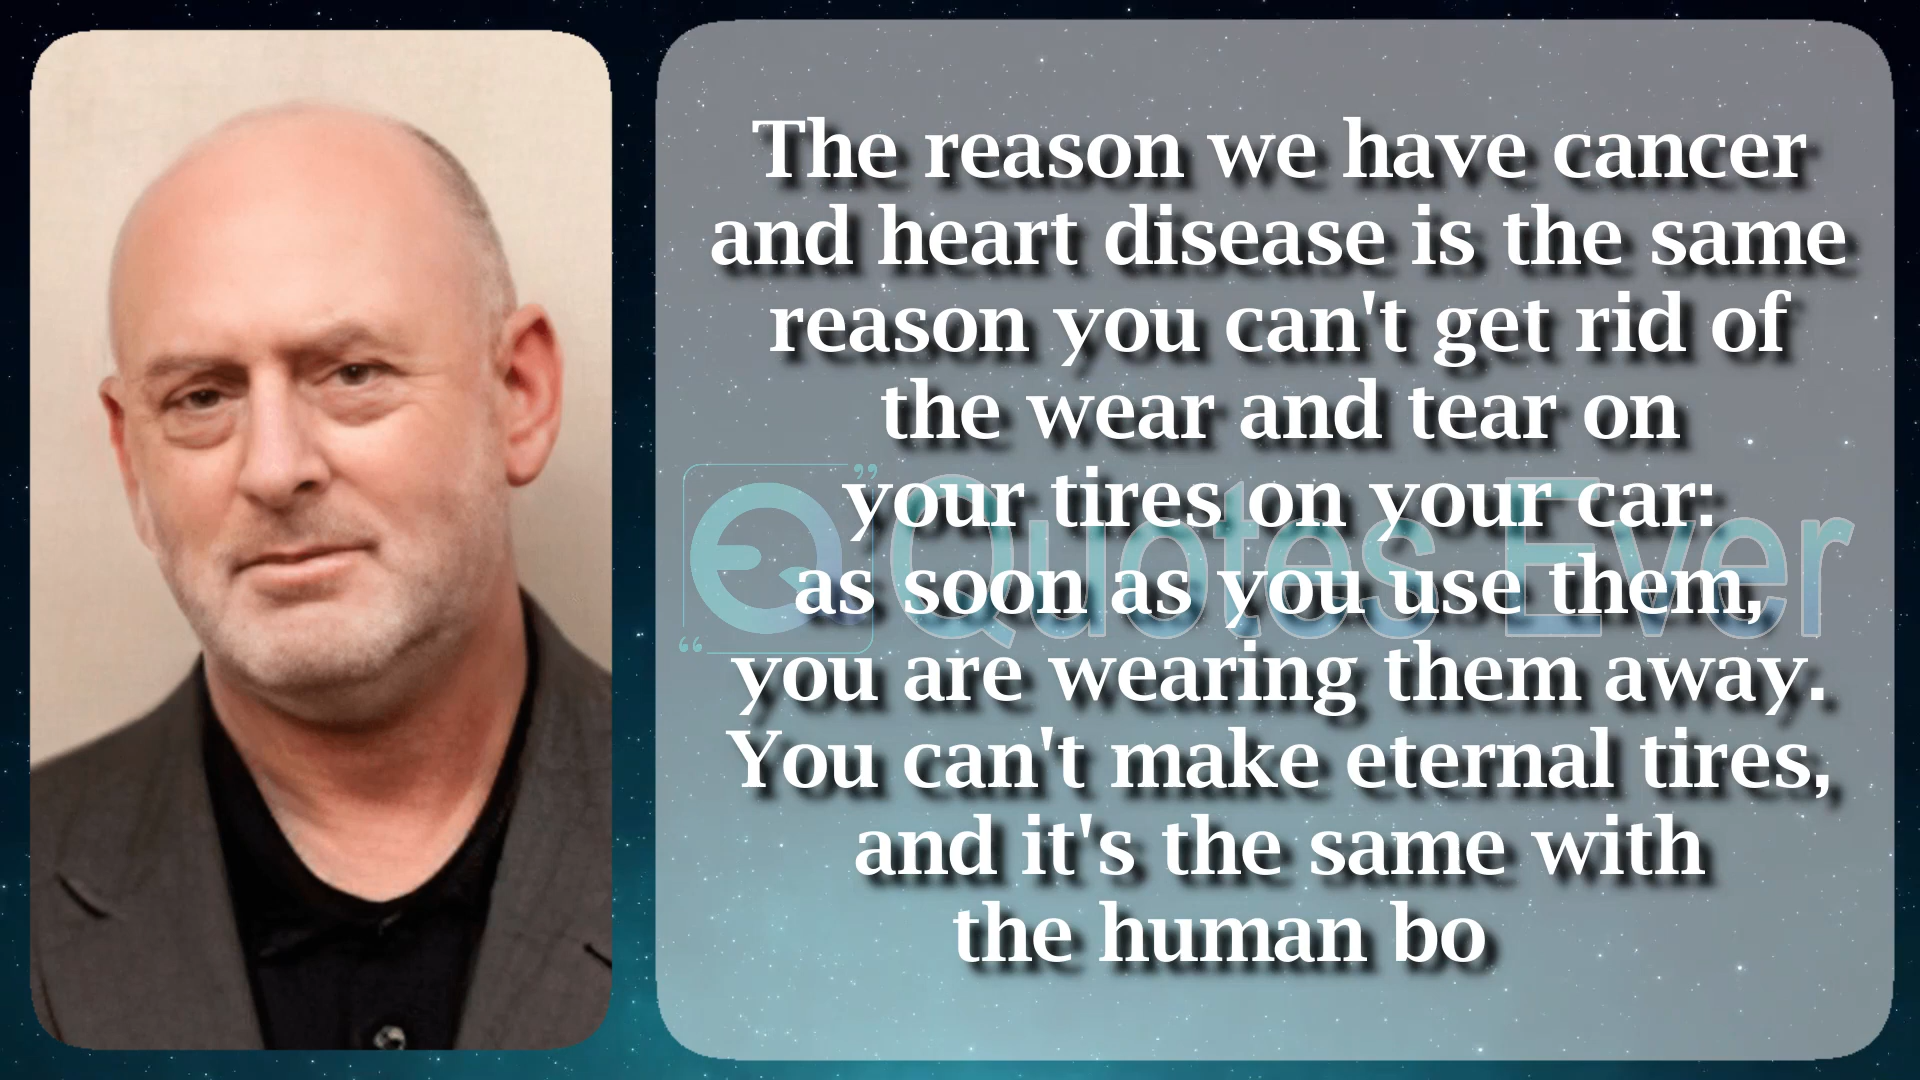 The reason we have cancer
and heart disease is the same
reason you can't get rid of
the wear and tear on
your tires on your car:
as soon as you use them,
you are wearing them away.
You can't make eternal tires,
and it's the same with
the human bo
Quotes Ever